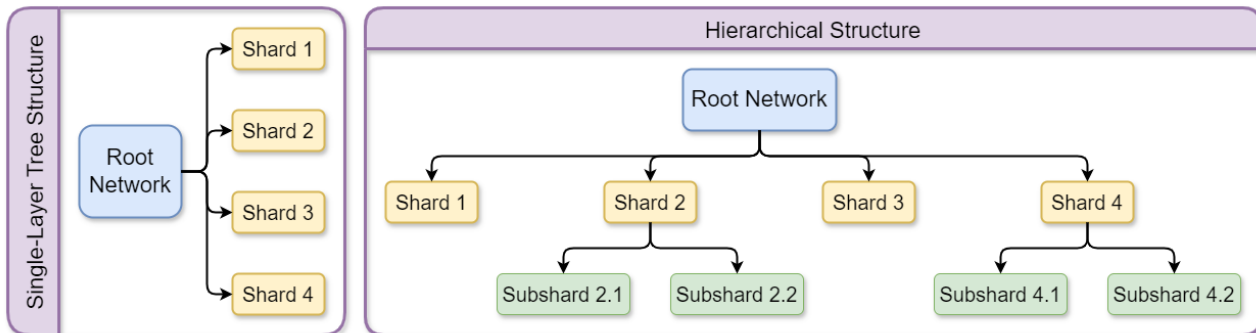 Single-Layer Tree Structure
Root
Network
Shard 1
Shard 2
Shard 3
Shard 4
Hierarchical Structure
Root Network
Shard 1
Shard 2
Shard 3
Shard 4
Subshard 2.1
Subshard 2.2
Subshard 4.1
Subshard 4.2